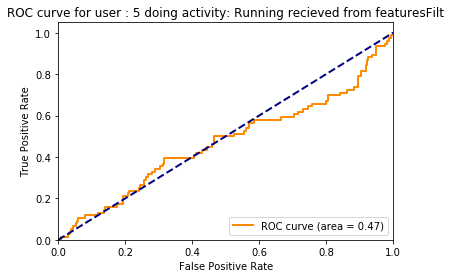 ROC curve for user : 5 doing activity: Running recieved from featuresFilt
1.0
0.8
0.6
0.4
0.2
0.0
True Positive Rate
ROC curve (area = 0.47)
0.0 0.2 0.4 0.6 0.8 1.0
False Positive Rate